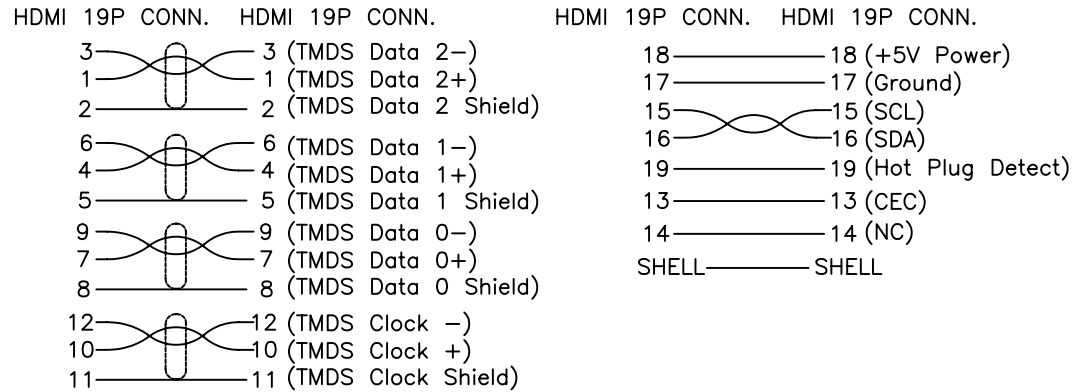 HDMI 19P CONN. HDMI 19P CONN.
3 3 (TMDS Data 2−)
1 1 (TMDS Data 2+)
2 2 (TMDS Data 2 Shield)
6 6 (TMDS Data 1−)
4 4 (TMDS Data 1+)
5 5 (TMDS Data 1 Shield)
9 9 (TMDS Data 0−)
7 7 (TMDS Data 0+)
8 8 (TMDS Data 0 Shield)
12 12 (TMDS Clock −)
10 10 (TMDS Clock +)
11 11 (TMDS Clock Shield)
HDMI 19P CONN. HDMI 19P CONN.
18 18 (+5V Power)
17 17 (Ground)
15 15 (SCL)
16 16 (SDA)
19 19 (Hot Plug Detect)
13 13 (CEC)
14 14 (NC)
SHELL SHELL